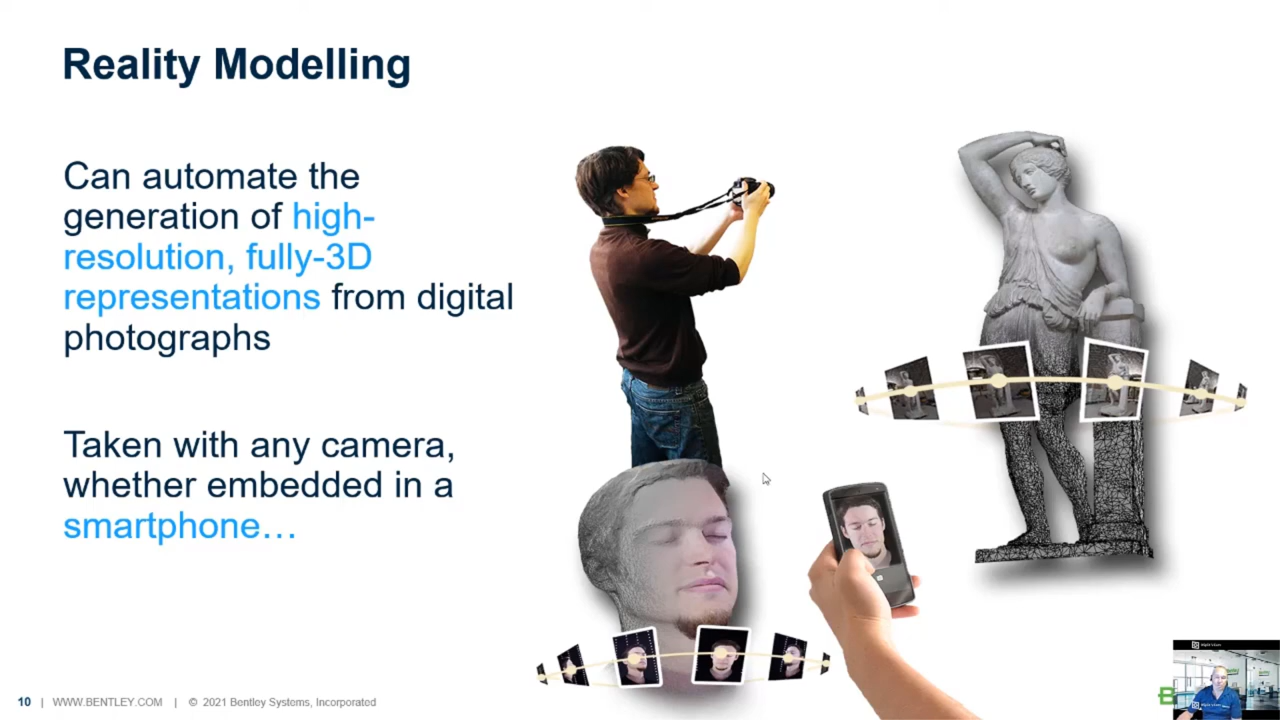 Reality Modelling
Can automate the
generation of high-
resolution, fully-3D
representations from digital
photographs
Taken with any camera,
whether embedded in a
smartphone…
10 | WWW.BENTLEY.COM | © 2021 Bentley Systems, Incorporated